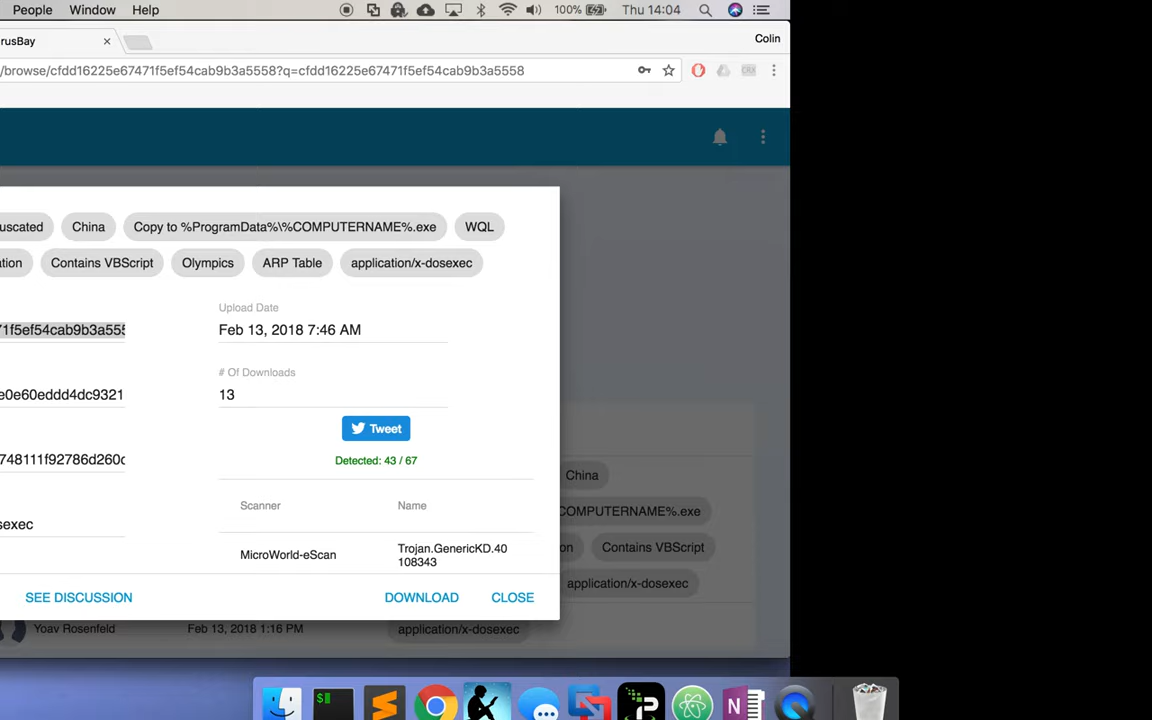 People Window Help 100% Thu 14:04
rusBay Colin
/browse/cfdd16225e67471f5ef54cab9b3a5558?q=cfdd16225e67471f5ef54cab9b3a5558
uscated China Copy to %ProgramData%\%COMPUTERNAME%.exe WQL
tion Contains VBScript Olympics ARP Table application/x-dosexec
Upload Date
71f5ef54cab9b3a555 Feb 13, 2018 7:46 AM
# Of Downloads
e0e60eddd4dc9321 13
Tweet
748111f92786d260c Detected: 43 / 67
China
Scanner Name
COMPUTERNAME%.exe
sexec
MicroWorld-eScan Trojan.GenericKD.40
108343
on Contains VBScript
application/x-dosexec
SEE DISCUSSION DOWNLOAD CLOSE
Yoav Rosenfeld Feb 13, 2018 1:16 PM application/x-dosexec
$
P
N